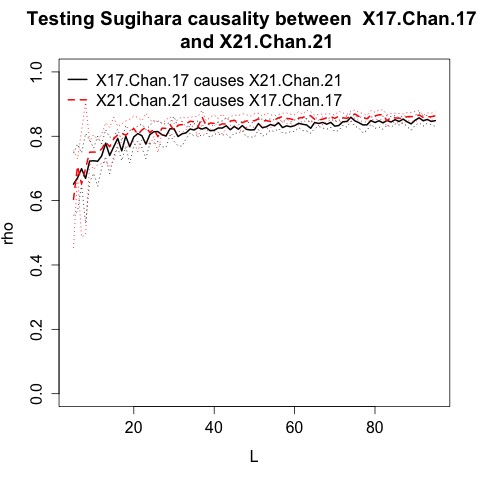 Testing Sugihara causality between  X17.Chan.17
and X21.Chan.21
X17.Chan.17 causes X21.Chan.21
X21.Chan.21 causes X17.Chan.17
1.0
0.8
0.6
0.4
0.2
0.0
rho
20 40 60 80
L